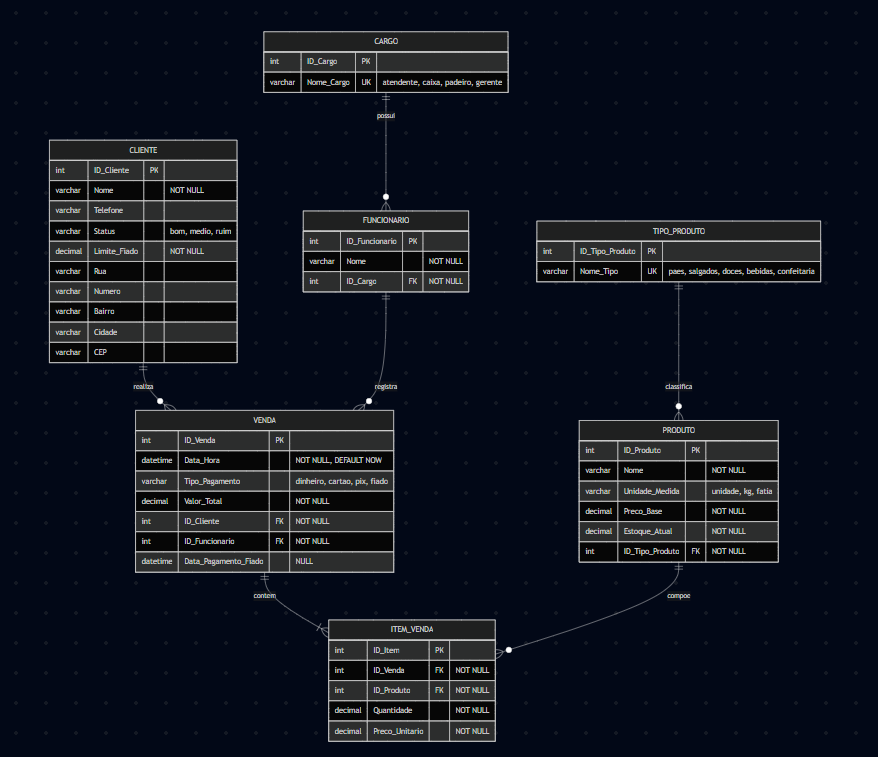 CARGO
int ID_Cargo PK
varchar Nome_Cargo UK atendente, caixa, padeiro, gerente
possui
CLIENTE
int ID_Cliente PK
varchar Nome NOT NULL
varchar Telefone
varchar Status bom, medio, ruim
decimal Limite_Fiado NOT NULL
varchar Rua
varchar Numero
varchar Bairro
varchar Cidade
varchar CEP
FUNCIONARIO
int ID_Funcionario PK
varchar Nome NOT NULL
int ID_Cargo FK NOT NULL
TIPO_PRODUTO
int ID_Tipo_Produto PK
varchar Nome_Tipo UK paes, salgados, doces, bebidas, confeitaria
realiza
registra
classifica
VENDA
int ID_Venda PK
datetime Data_Hora NOT NULL, DEFAULT NOW
varchar Tipo_Pagamento dinheiro, cartao, pix, fiado
decimal Valor_Total NOT NULL
int ID_Cliente FK NOT NULL
int ID_Funcionario FK NOT NULL
datetime Data_Pagamento_Fiado NULL
PRODUTO
int ID_Produto PK
varchar Nome NOT NULL
varchar Unidade_Medida unidade, kg, fatia
decimal Preco_Base NOT NULL
decimal Estoque_Atual NOT NULL
int ID_Tipo_Produto FK NOT NULL
contem
compoe
ITEM_VENDA
int ID_Item PK
int ID_Venda FK NOT NULL
int ID_Produto FK NOT NULL
decimal Quantidade NOT NULL
decimal Preco_Unitario NOT NULL